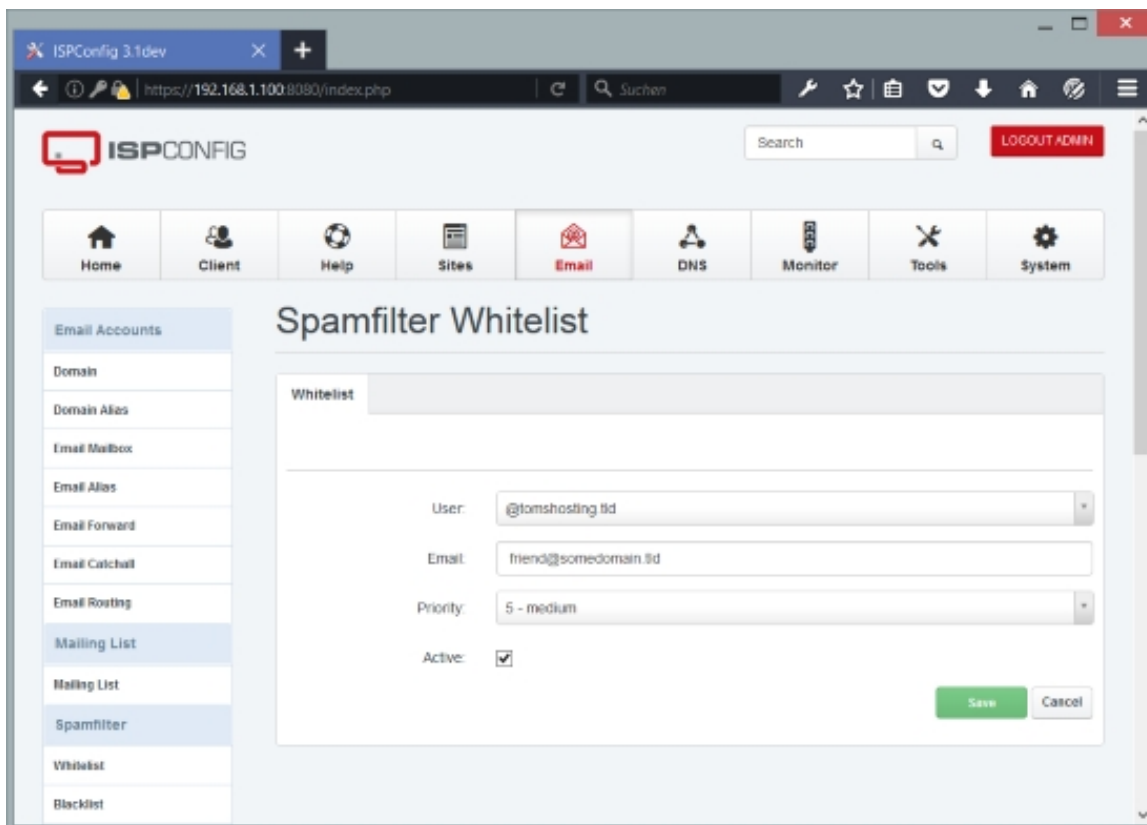 ISPConfig 3.1dev
https://192.168.1.100:8080/index.php
Suchen
ISPCONFIG
Search
LOGOUT ADMIN
Home Client Help Sites Email DNS Monitor Tools System
Spamfilter Whitelist
Email Accounts
Domain
Domain Alias
Email Mailbox
Email Alias
Email Forward
Email Catchall
Email Routing
Mailing List
Mailing List
Spamfilter
Whitelist
Blacklist
Whitelist
User: @tomshosting.tld
Email: friend@somedomain.tld
Priority: 5 - medium
Active:
Save Cancel